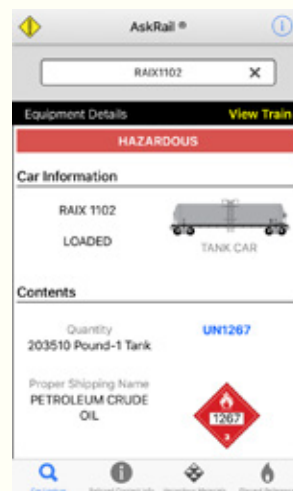 AskRail ®
i
RAIX1102 ✕
Equipment Details View Train
HAZARDOUS
Car Information
RAIX 1102
LOADED
TANK CAR
Contents
Quantity
203510 Pound-1 Tank
UN1267
Proper Shipping Name
PETROLEUM CRUDE
OIL
1267
3